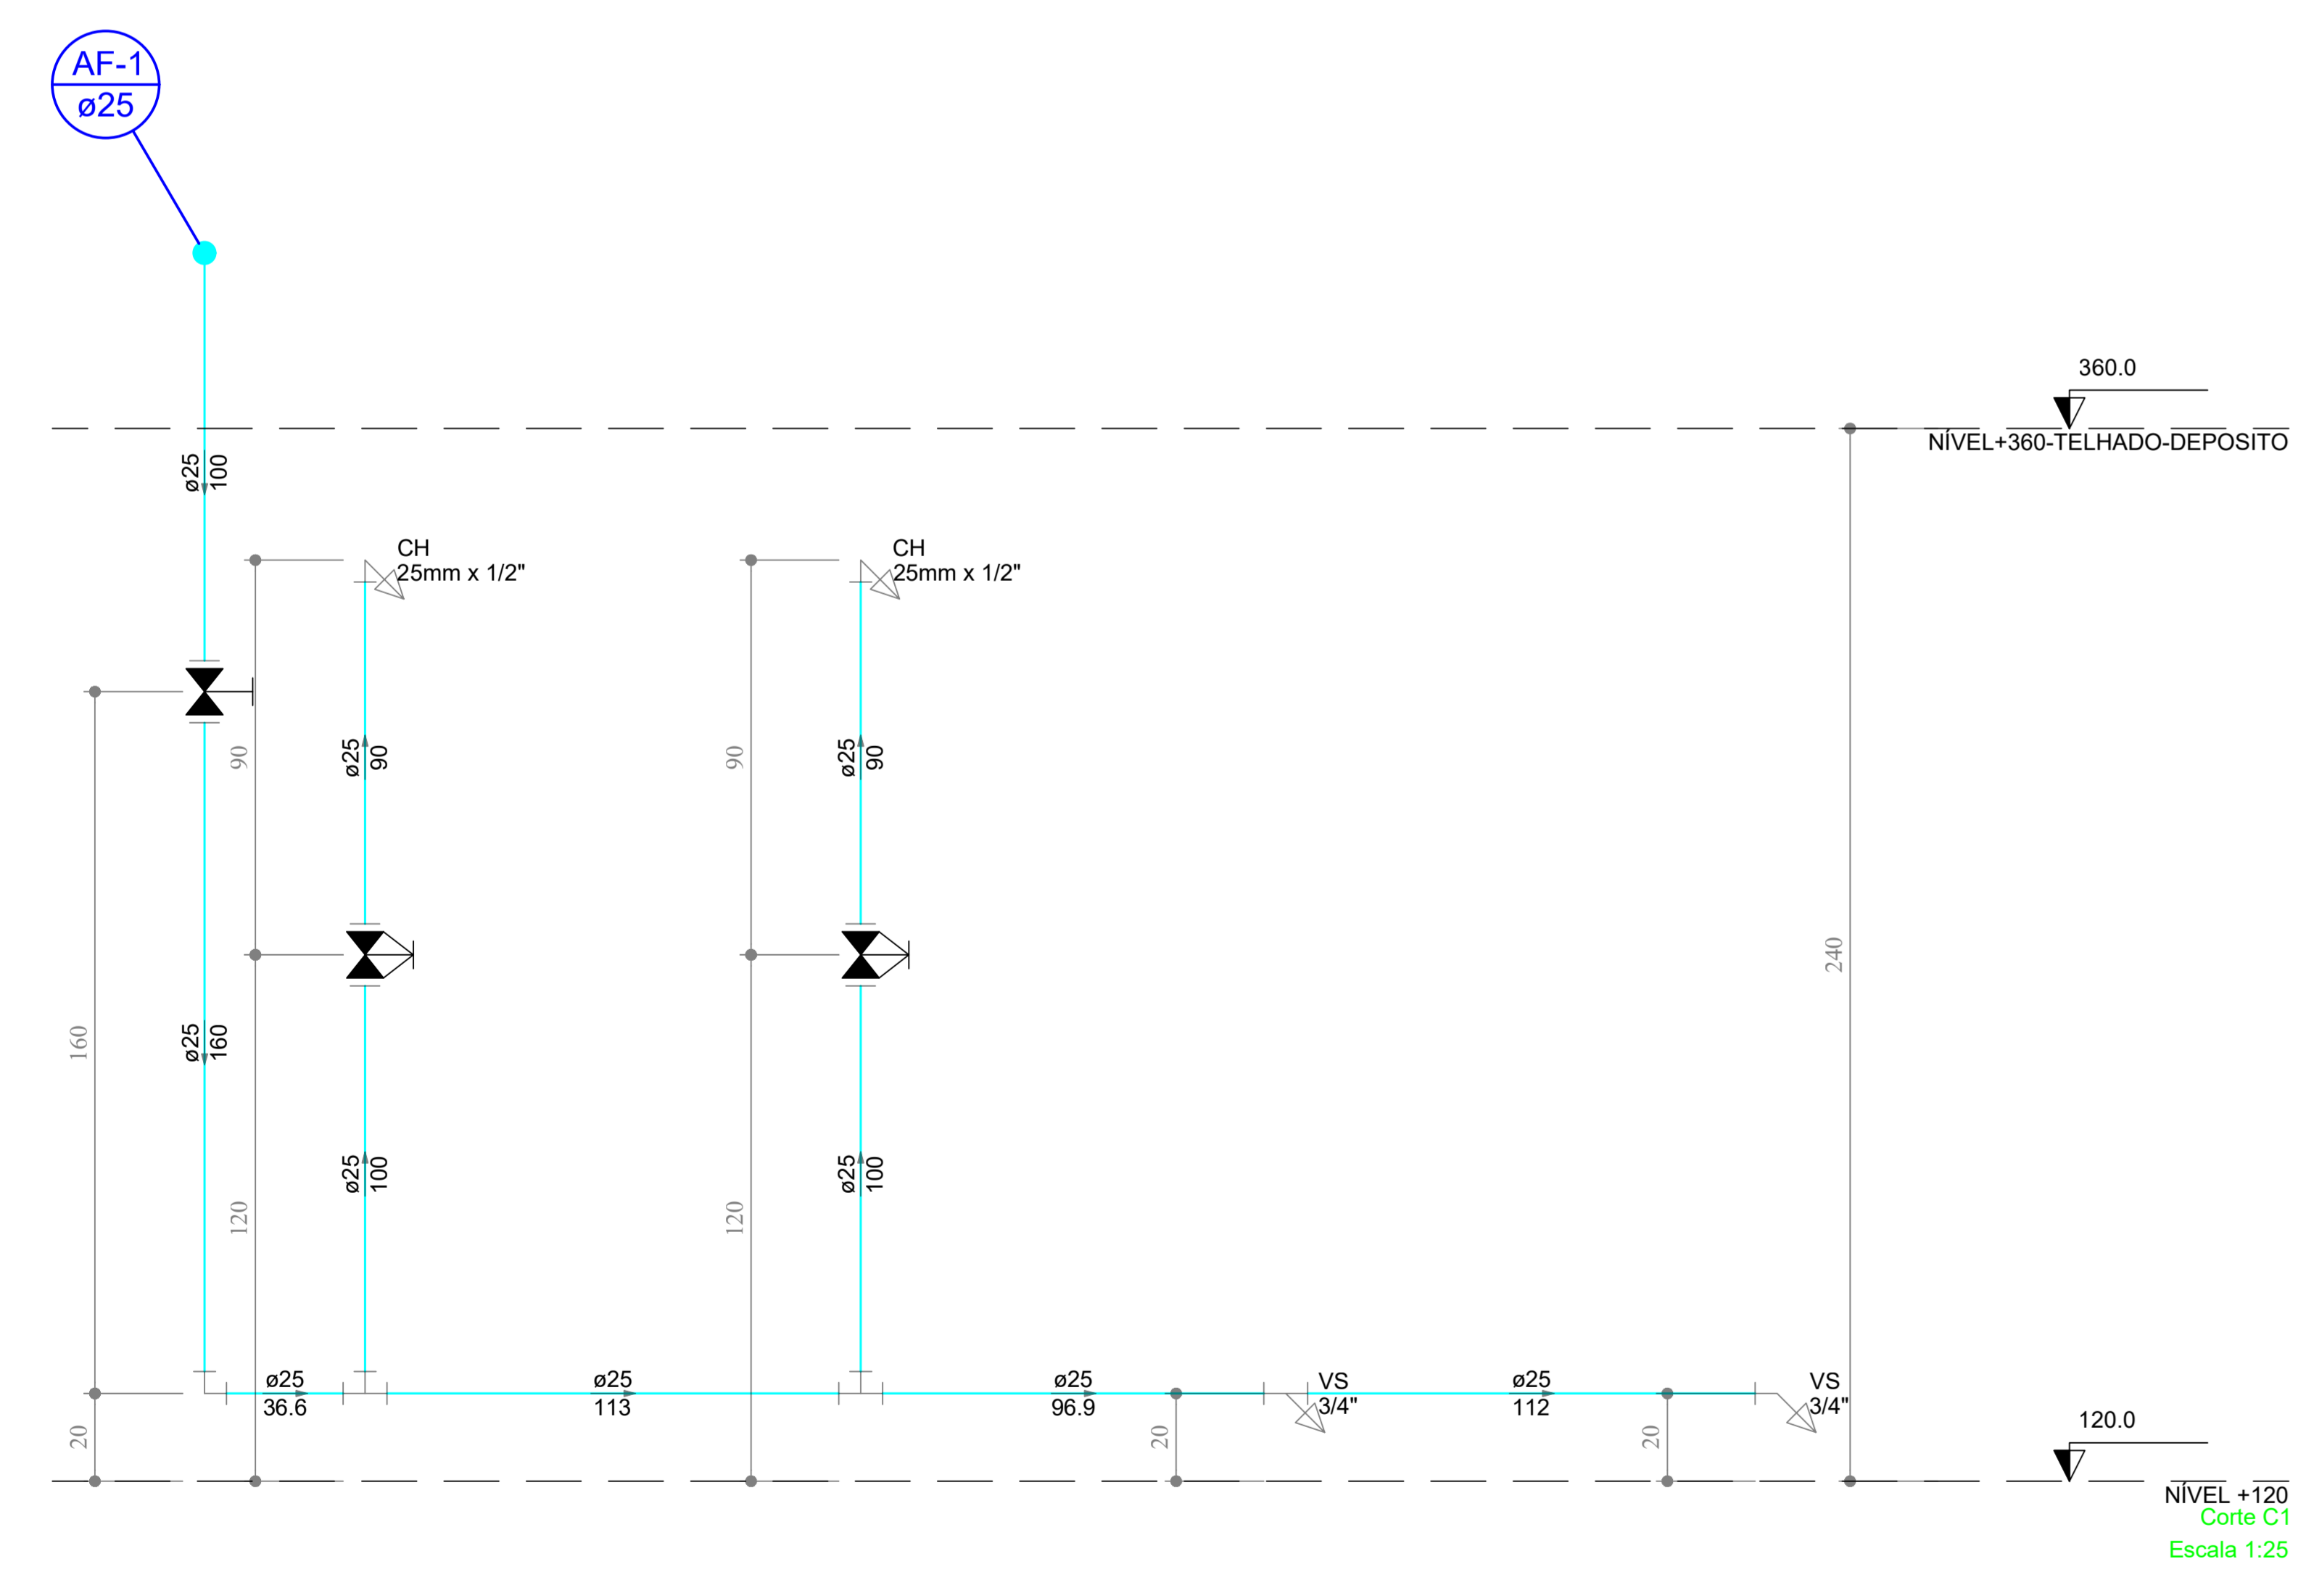 AF-1
ø25
360.0
NÍVEL+360-TELHADO-DEPOSITO
ø25
100
CH
25mm x 1/2"
CH
25mm x 1/2"
90
ø25
90
90
ø25
90
240
160
ø25
160
120
ø25
100
120
ø25
100
20
ø25
36.6
ø25
113
ø25
96.9
20
VS
3/4"
ø25
112
20
VS
3/4"
120.0
NÍVEL +120
Corte C1
Escala 1:25